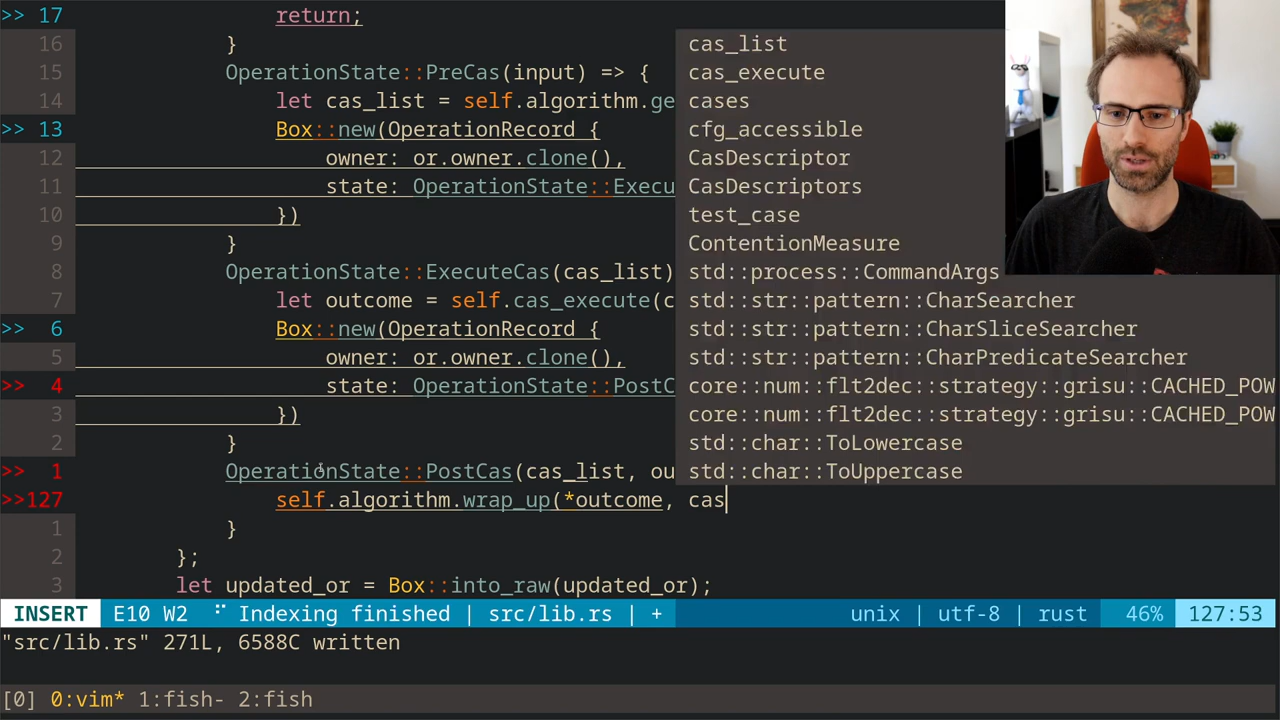 >> 17 return;
16 }
15 OperationState::PreCas(input) => {
14 let cas_list = self.algorithm.ge
>> 13 Box::new(OperationRecord {
12 owner: or.owner.clone(),
11 state: OperationState::Execu
10 })
9 }
8 OperationState::ExecuteCas(cas_list)
7 let outcome = self.cas_execute(c
>> 6 Box::new(OperationRecord {
5 owner: or.owner.clone(),
>> 4 state: OperationState::PostC
3 })
2 }
>> 1 OperationState::PostCas(cas_list, ou
>>127 self.algorithm.wrap_up(*outcome, cas
1 }
2 };
3 let updated_or = Box::into_raw(updated_or);
cas_list
cas_execute
cases
cfg_accessible
CasDescriptor
CasDescriptors
test_case
ContentionMeasure
std::process::CommandArgs
std::str::pattern::CharSearcher
std::str::pattern::CharSliceSearcher
std::str::pattern::CharPredicateSearcher
core::num::flt2dec::strategy::grisu::CACHED_POW
core::num::flt2dec::strategy::grisu::CACHED_POW
std::char::ToLowercase
std::char::ToUppercase
INSERT E10 W2 ⠋ Indexing finished | src/lib.rs | + unix | utf-8 | rust 46% 127:53
"src/lib.rs" 271L, 6588C written
[0] 0:vim* 1:fish- 2:fish